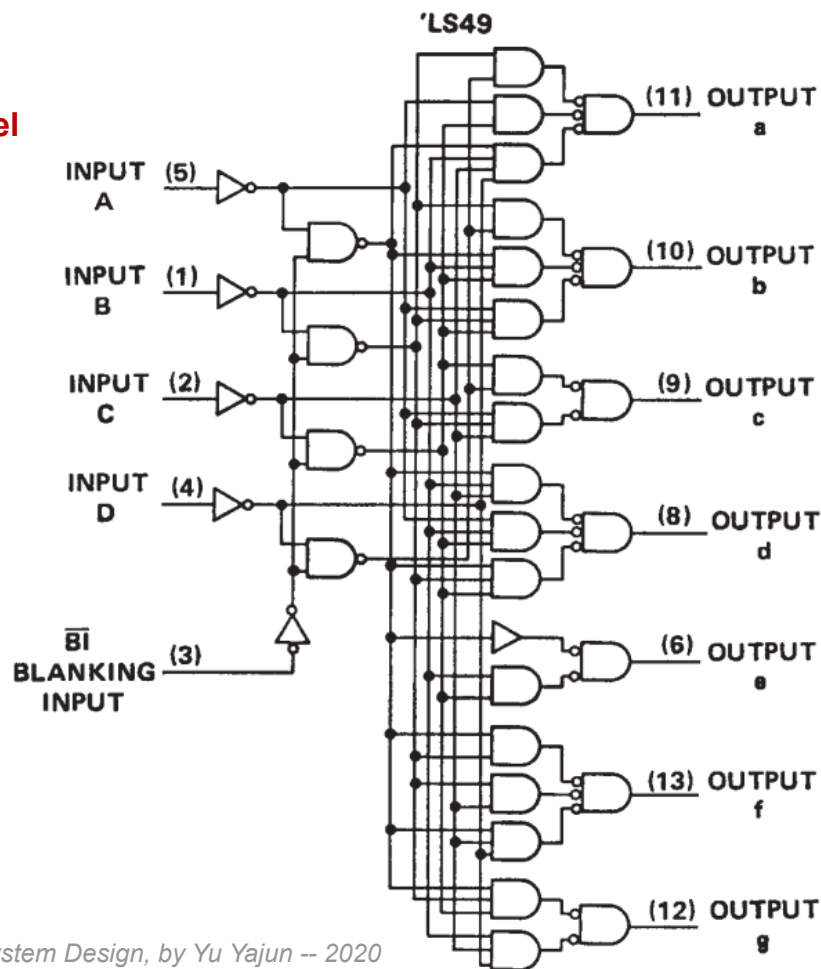 'LS49
el
INPUT
A
(5)
INPUT
B
(1)
INPUT
C
(2)
INPUT
D
(4)
BI
BLANKING
INPUT
(3)
(11) OUTPUT
a
(10) OUTPUT
b
(9) OUTPUT
c
(8) OUTPUT
d
(6) OUTPUT
e
(13) OUTPUT
f
(12) OUTPUT
g
ystem Design, by Yu Yajun -- 2020